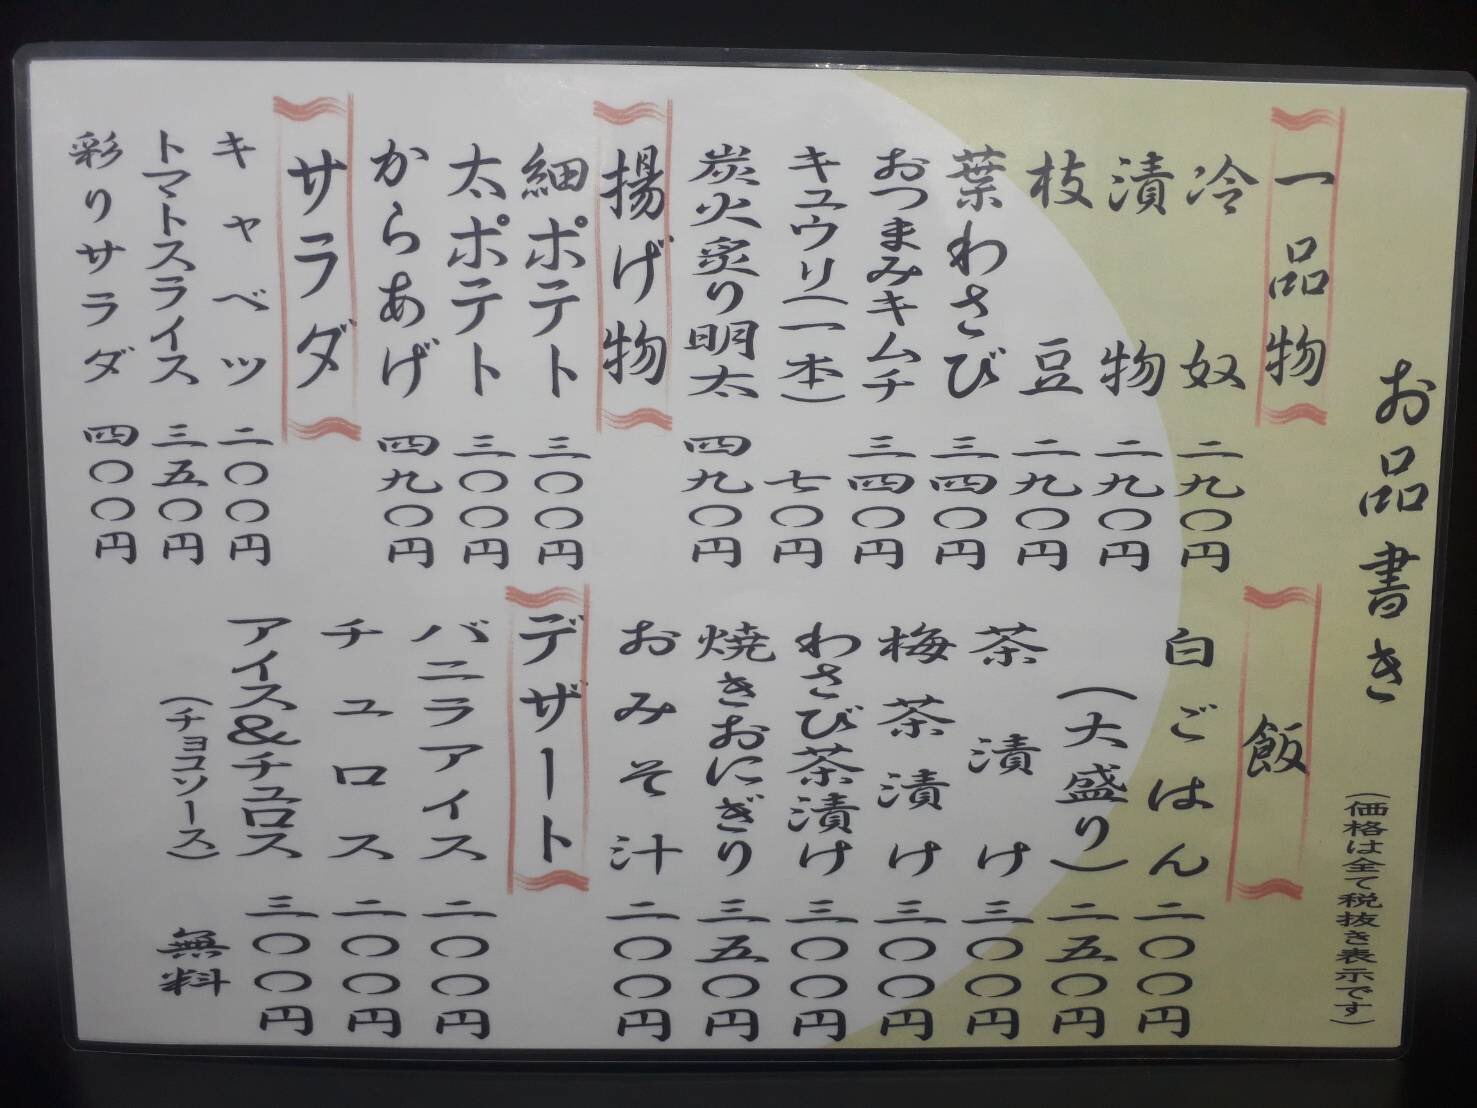 お品書き
(価格は全て税抜き表示です)
一品物
冷奴 二九〇円
漬物 二九〇円
枝豆 二九〇円
葉わさび 三四〇円
おつまみキムチ 三四〇円
キュウリ(一本) 七〇円
炭火炙り明太 四九〇円
揚げ物
細ポテト 三〇〇円
太ポテト 三〇〇円
からあげ 四九〇円
サラダ
キャベツ 二〇〇円
トマトスライス 三五〇円
彩りサラダ 四〇〇円
飯
白ごはん 二〇〇円
(大盛り) 二五〇円
茶漬け 三〇〇円
梅茶漬け 三〇〇円
わさび茶漬け 三〇〇円
焼きおにぎり 三五〇円
おみそ汁 二〇〇円
デザート
バニラアイス 二〇〇円
チュロス 二〇〇円
アイス&チュロス 三〇〇円
(チョコソース) 無料